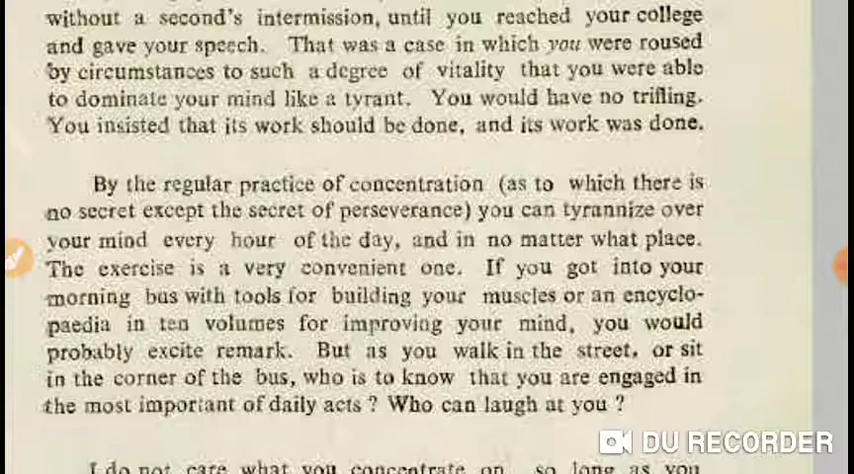 without a second's intermission, until you reached your college
and gave your speech. That was a case in which you were roused
by circumstances to such a degree of vitality that you were able
to dominate your mind like a tyrant. You would have no trifling.
You insisted that its work should be done, and its work was done.
By the regular practice of concentration (as to which there is
no secret except the secret of perseverance) you can tyrannize over
your mind every hour of the day, and in no matter what place.
The exercise is a very convenient one. If you got into your
morning bus with tools for building your muscles or an encyclo-
paedia in ten volumes for improving your mind, you would
probably excite remark. But as you walk in the street, or sit
in the corner of the bus, who is to know that you are engaged in
the most important of daily acts? Who can laugh at you?
I do not care what you concentrate on, so long as you
DU RECORDER